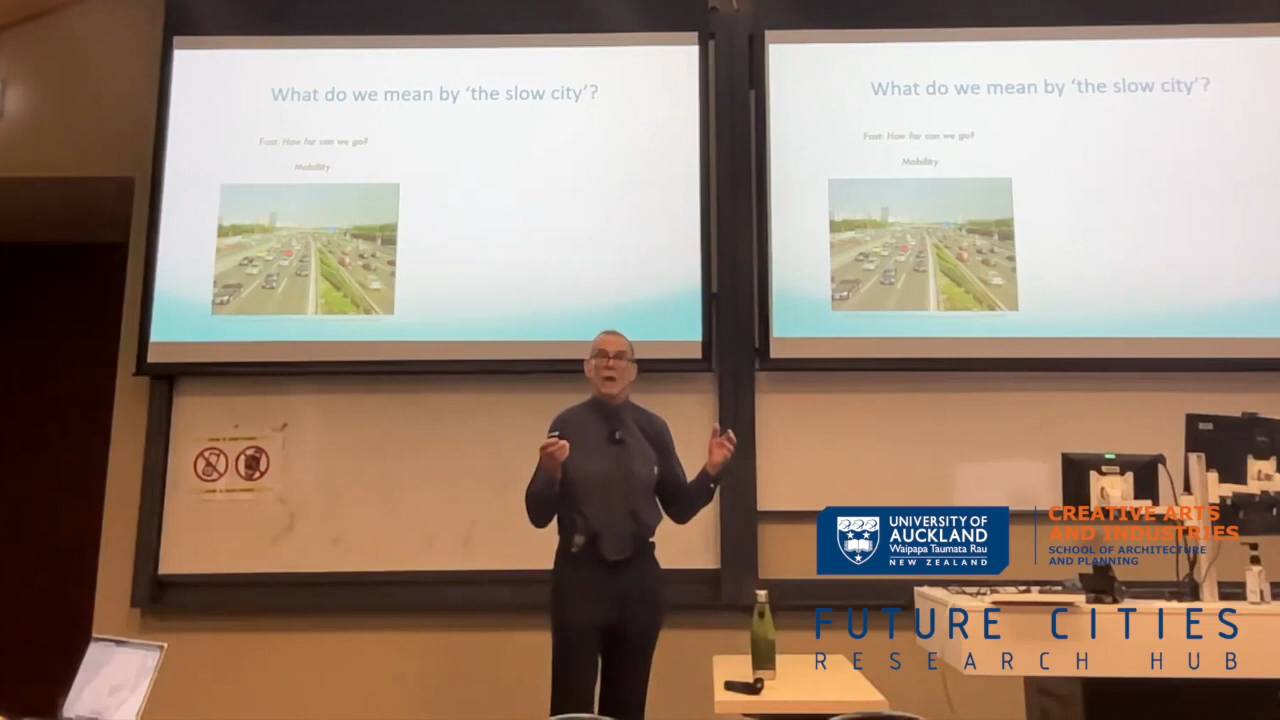 What do we mean by 'the slow city'?
Fast: How far can we go?
Mobility
What do we mean by 'the slow city'?
Fast: How far can we go?
Mobility
UNIVERSITY OF
AUCKLAND
Waipapa Taumata Rau
NEW ZEALAND
CREATIVE ARTS
AND INDUSTRIES
SCHOOL OF ARCHITECTURE
AND PLANNING
FUTURE CITIES
RESEARCH HUB